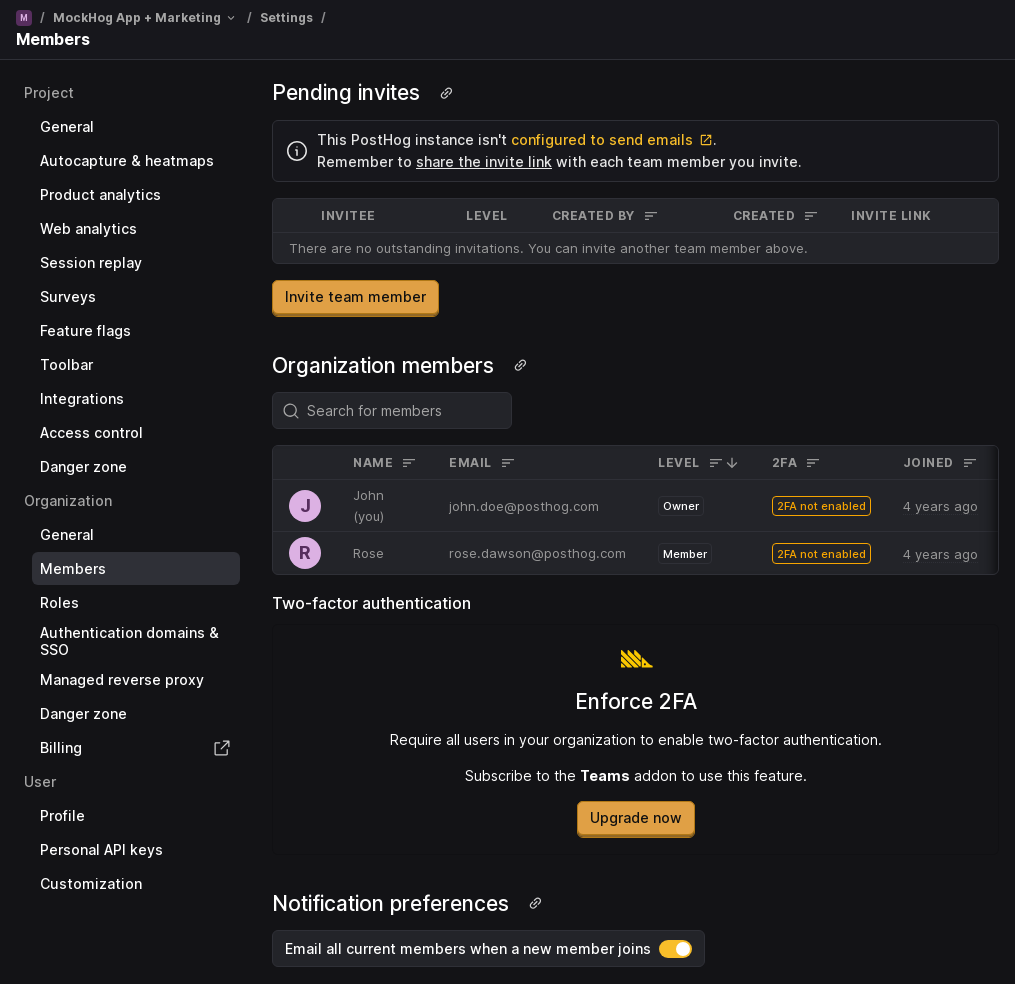 M / MockHog App + Marketing / Settings /
Members
Project
General
Autocapture & heatmaps
Product analytics
Web analytics
Session replay
Surveys
Feature flags
Toolbar
Integrations
Access control
Danger zone
Organization
General
Members
Roles
Authentication domains &
SSO
Managed reverse proxy
Danger zone
Billing
User
Profile
Personal API keys
Customization
Pending invites
This PostHog instance isn't configured to send emails .
Remember to share the invite link with each team member you invite.
INVITEE LEVEL CREATED BY CREATED INVITE LINK
There are no outstanding invitations. You can invite another team member above.
Invite team member
Organization members
Search for members
NAME EMAIL LEVEL 2FA JOINED
J John
(you) john.doe@posthog.com Owner 2FA not enabled 4 years ago
R Rose rose.dawson@posthog.com Member 2FA not enabled 4 years ago
Two-factor authentication
Enforce 2FA
Require all users in your organization to enable two-factor authentication.
Subscribe to the Teams addon to use this feature.
Upgrade now
Notification preferences
Email all current members when a new member joins